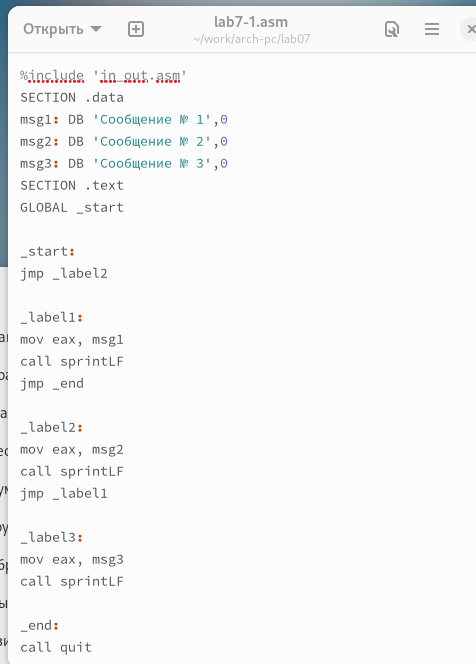 Открыть
lab7-1.asm
~/work/arch-pc/lab07
%include 'in_out.asm'
SECTION .data
msg1: DB 'Сообщение № 1',0
msg2: DB 'Сообщение № 2',0
msg3: DB 'Сообщение № 3',0
SECTION .text
GLOBAL _start
_start:
jmp _label2
_label1:
mov eax, msg1
call sprintLF
jmp _end
_label2:
mov eax, msg2
call sprintLF
jmp _label1
_label3:
mov eax, msg3
call sprintLF
_end:
call quit